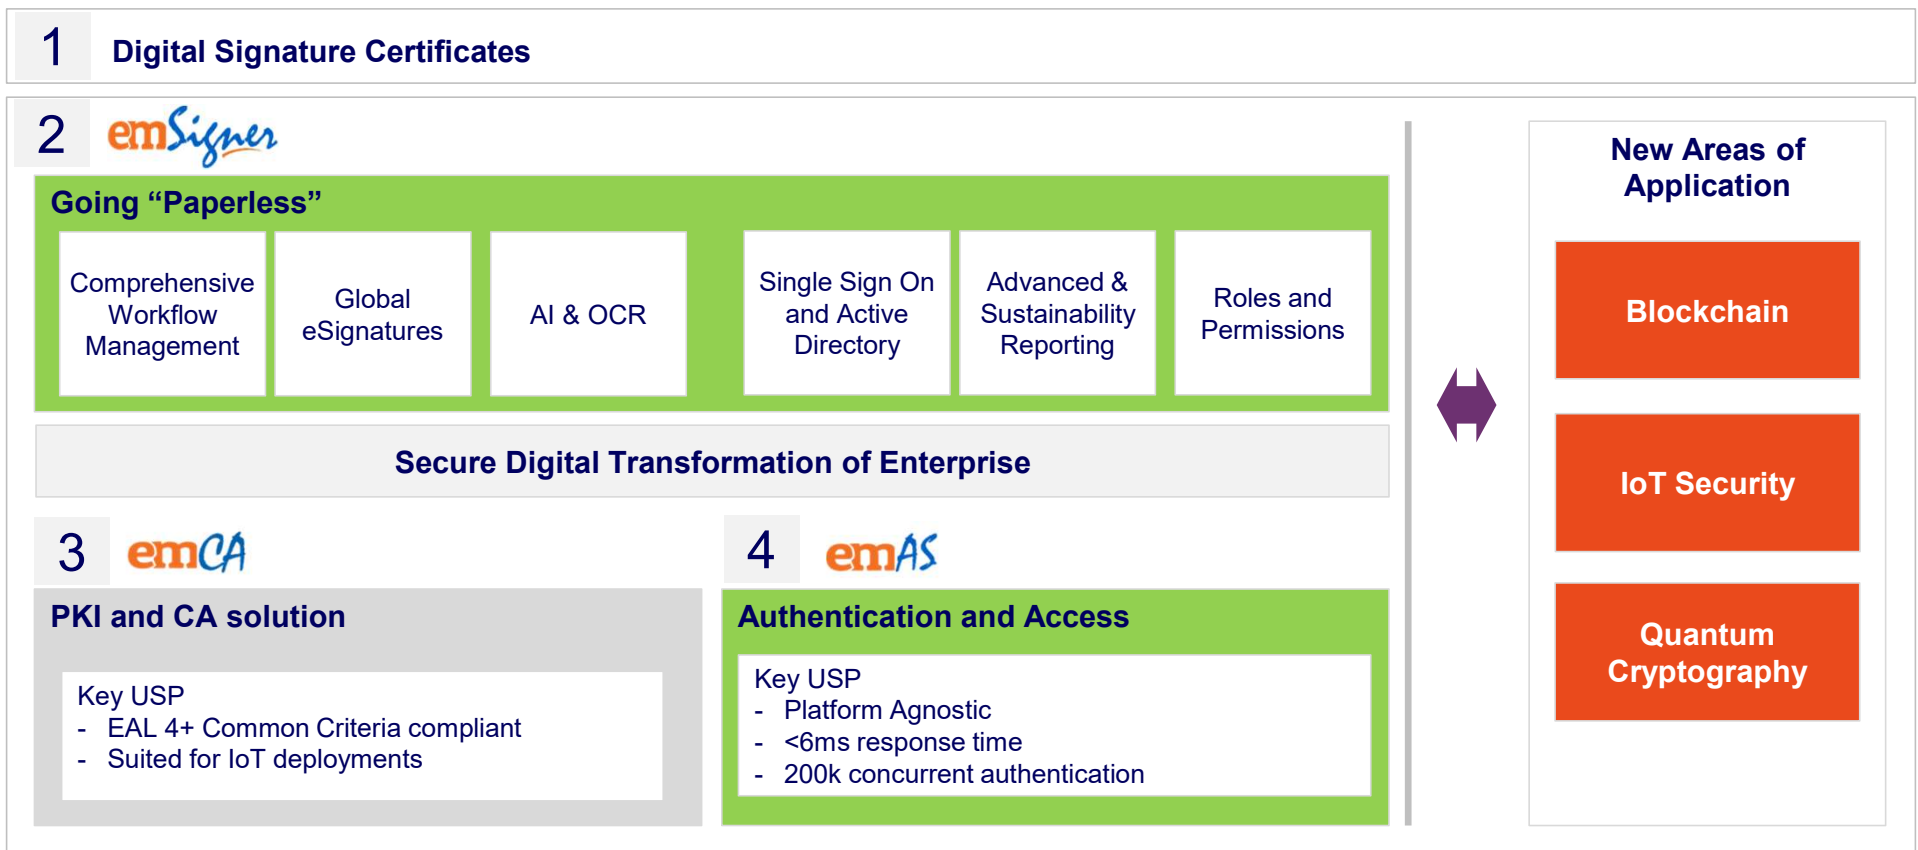 1
Digital Signature Certificates
2
emSigner
Going “Paperless”
Comprehensive
Workflow
Management
Global
eSignatures
AI & OCR
Single Sign On
and Active
Directory
Advanced &
Sustainability
Reporting
Roles and
Permissions
Secure Digital Transformation of Enterprise
3
emCA
PKI and CA solution
Key USP
- EAL 4+ Common Criteria compliant
- Suited for IoT deployments
4
emAS
Authentication and Access
Key USP
- Platform Agnostic
- <6ms response time
- 200k concurrent authentication
New Areas of
Application
Blockchain
IoT Security
Quantum
Cryptography